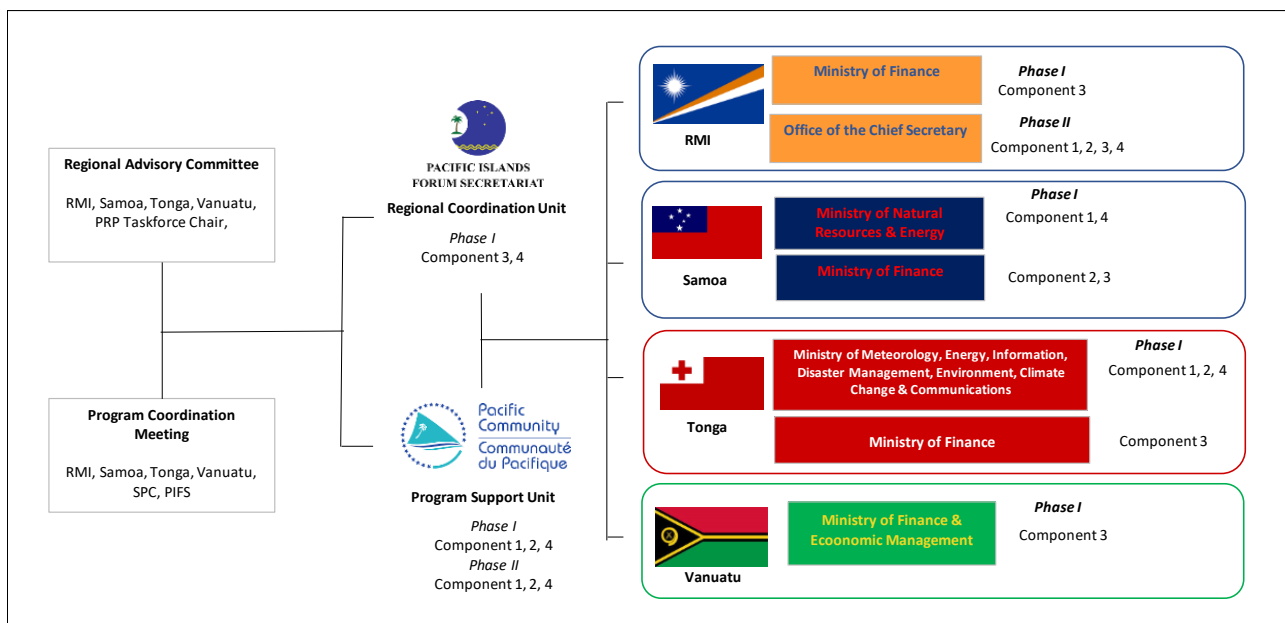 Regional Advisory Committee
RMI, Samoa, Tonga, Vanuatu,
PRP Taskforce Chair,
Program Coordination
Meeting
RMI, Samoa, Tonga, Vanuatu,
SPC, PIFS
PACIFIC ISLANDS
FORUM SECRETARIAT
Regional Coordination Unit
Phase I
Component 3, 4
Pacific
Community
Communauté
du Pacifique
Program Support Unit
Phase I
Component 1, 2, 4
Phase II
Component 1, 2, 4
RMI
Ministry of Finance
Phase I
Component 3
Office of the Chief Secretary
Phase II
Component 1, 2, 3, 4
Samoa
Ministry of Natural
Resources & Energy
Phase I
Component 1, 4
Ministry of Finance
Component 2, 3
Tonga
Ministry of Meteorology, Energy, Information,
Disaster Management, Environment, Climate
Change & Communications
Phase I
Component 1, 2, 4
Ministry of Finance
Component 3
Vanuatu
Ministry of Finance &
Ecoonomic Management
Phase I
Component 3